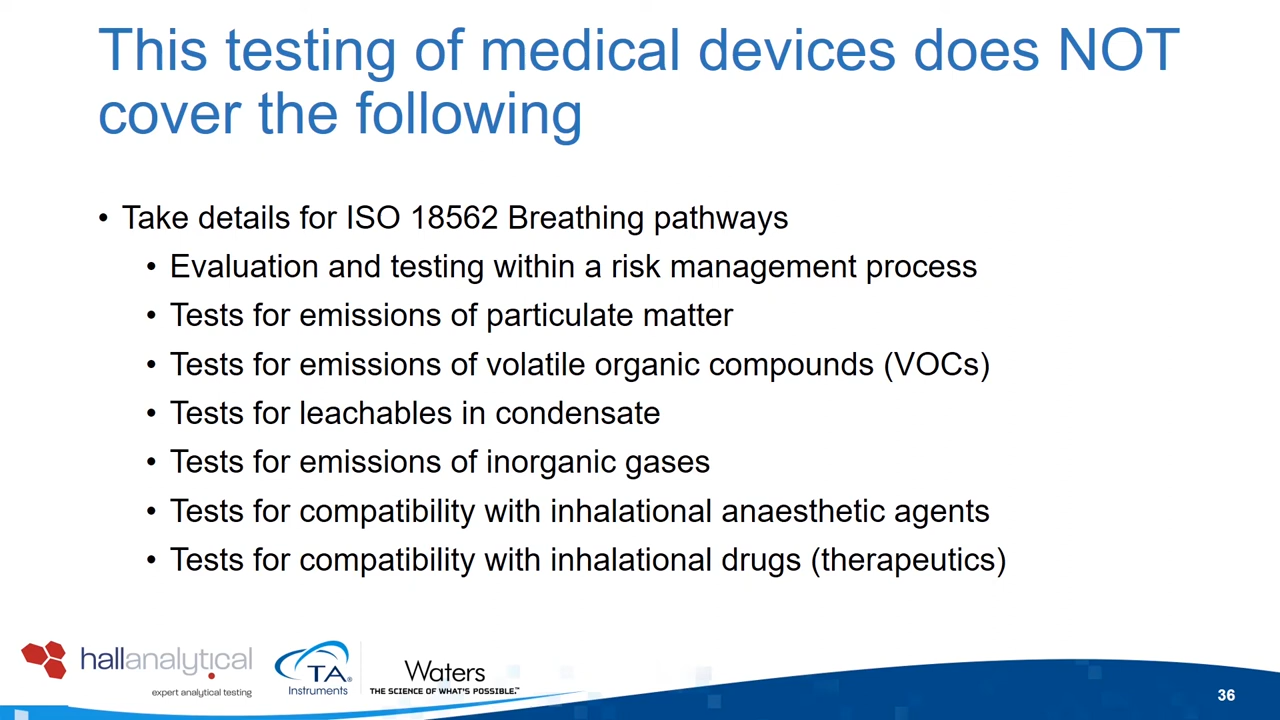 This testing of medical devices does NOT
cover the following
• Take details for ISO 18562 Breathing pathways
• Evaluation and testing within a risk management process
• Tests for emissions of particulate matter
• Tests for emissions of volatile organic compounds (VOCs)
• Tests for leachables in condensate
• Tests for emissions of inorganic gases
• Tests for compatibility with inhalational anaesthetic agents
• Tests for compatibility with inhalational drugs (therapeutics)
hallanalytical
expert analytical testing
TA®
Instruments
Waters
THE SCIENCE OF WHAT'S POSSIBLE.™
36